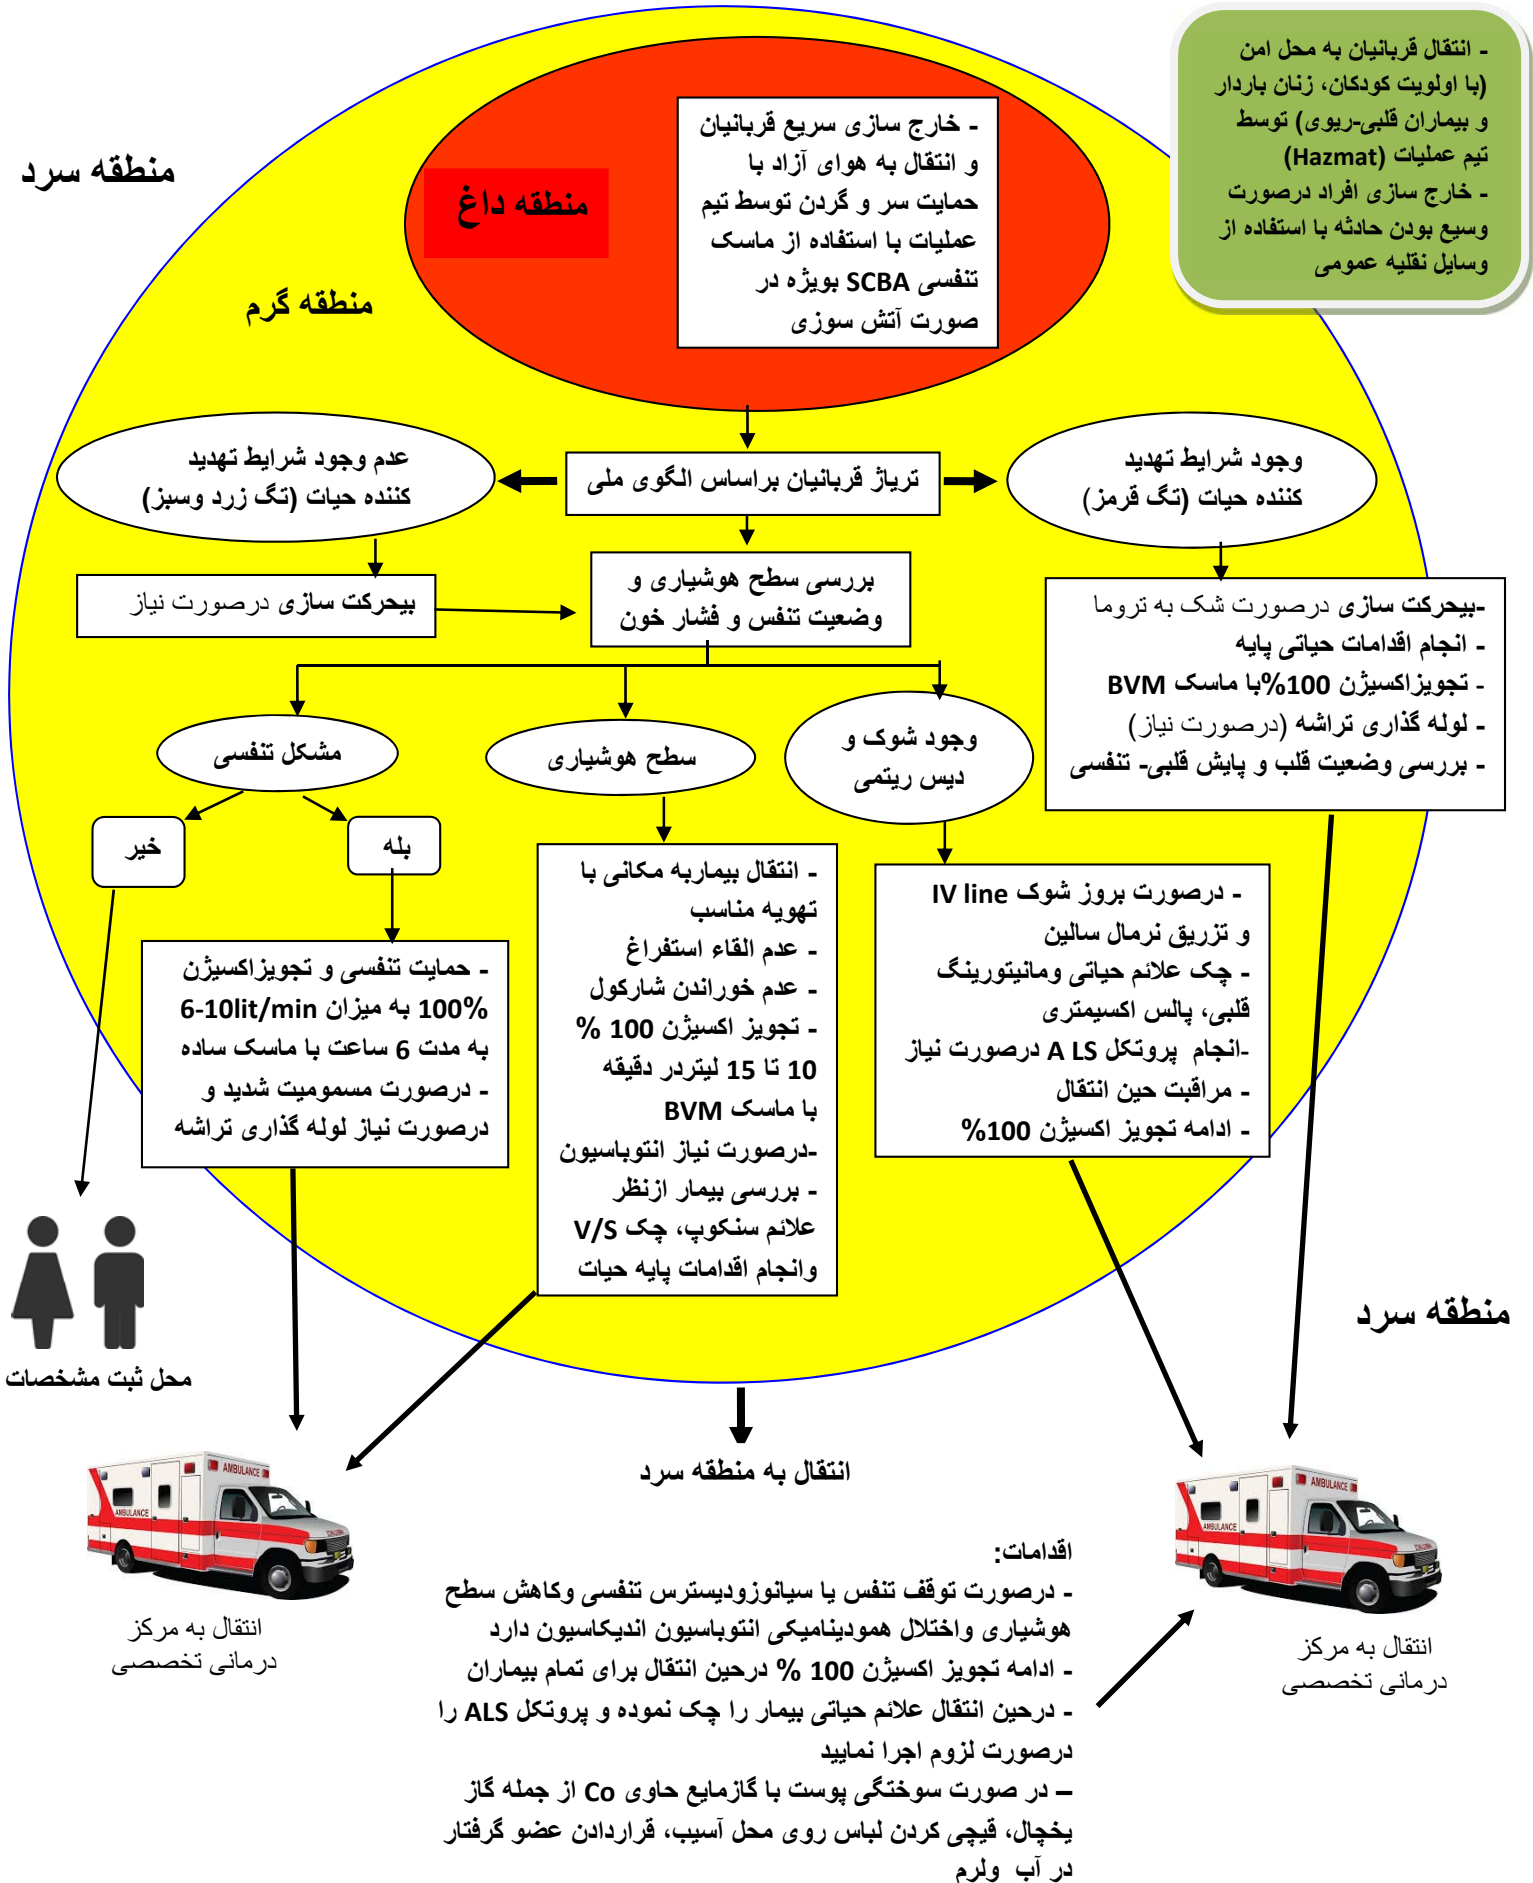 - انتقال قربانیان به محل امن
(با اولویت کودکان، زنان باردار
و بیماران قلبی-ریوی) توسط
تیم عملیات (Hazmat)
- خارج سازی افراد درصورت
وسیع بودن حادثه با استفاده از
وسایل نقلیه عمومی
منطقه سرد
منطقه داغ
- خارج سازی سریع قربانیان
و انتقال به هوای آزاد با
حمایت سر و گردن توسط تیم
عملیات با استفاده از ماسک
تنفسی SCBA بویژه در
صورت آتش سوزی
منطقه گرم
وجود شرایط تهدید
کننده حیات (تگ قرمز)
تریاژ قربانیان براساس الگوی ملی
عدم وجود شرایط تهدید
کننده حیات (تگ زرد وسبز)
بررسی سطح هوشیاری و
وضعیت تنفس و فشار خون
بیحرکت سازی درصورت نیاز
-بیحرکت سازی درصورت شک به تروما
- انجام اقدامات حیاتی پایه
- تجویزاکسیژن 100%با ماسک BVM
- لوله گذاری تراشه (درصورت نیاز)
- بررسی وضعیت قلب و پایش قلبی- تنفسی
وجود شوک و
دیس ریتمی
سطح هوشیاری
مشکل تنفسی
بله
خیر
- درصورت بروز شوک IV line
و تزریق نرمال سالین
- چک علائم حیاتی ومانیتورینگ
قلبی، پالس اکسیمتری
-انجام پروتکل A LS درصورت نیاز
- مراقبت حین انتقال
- ادامه تجویز اکسیژن 100%
- انتقال بیماربه مکانی با
تهویه مناسب
- عدم القاء استفراغ
- عدم خوراندن شارکول
- تجویز اکسیژن 100 %
10 تا 15 لیتردر دقیقه
با ماسک BVM
-درصورت نیاز انتوباسیون
- بررسی بیمار ازنظر
علائم سنکوپ، چک V/S
وانجام اقدامات پایه حیات
- حمایت تنفسی و تجویزاکسیژن
100% به میزان 6-10lit/min
به مدت 6 ساعت با ماسک ساده
- درصورت مسمومیت شدید و
درصورت نیاز لوله گذاری تراشه
منطقه سرد
محل ثبت مشخصات
انتقال به منطقه سرد
AMBULANCE
AMBULANCE
AMBULANCE
AMBULANCE
انتقال به مرکز
درمانی تخصصی
انتقال به مرکز
درمانی تخصصی
اقدامات:
- درصورت توقف تنفس یا سیانوزودیسترس تنفسی وکاهش سطح
هوشیاری واختلال همودینامیکی انتوباسیون اندیکاسیون دارد
- ادامه تجویز اکسیژن 100 % درحین انتقال برای تمام بیماران
- درحین انتقال علائم حیاتی بیمار را چک نموده و پروتکل ALS را
درصورت لزوم اجرا نمایید
– در صورت سوختگی پوست با گازمایع حاوی Co از جمله گاز
یخچال، قیچی کردن لباس روی محل آسیب، قراردادن عضو گرفتار
در آب ولرم